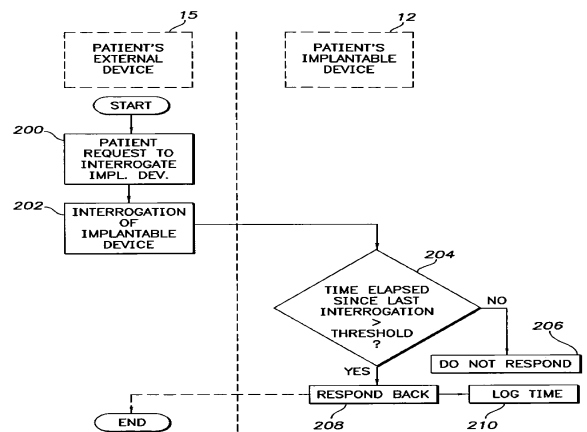 15
PATIENT'S
EXTERNAL
DEVICE
12
PATIENT'S
IMPLANTABLE
DEVICE
START
200
PATIENT
REQUEST TO
INTERROGATE
IMPL. DEV.
202
INTERROGATION
OF
IMPLANTABLE
DEVICE
204
TIME ELAPSED
SINCE LAST
INTERROGATION
>
THRESHOLD
?
NO
206
DO NOT RESPOND
YES
RESPOND BACK
208
LOG TIME
210
END